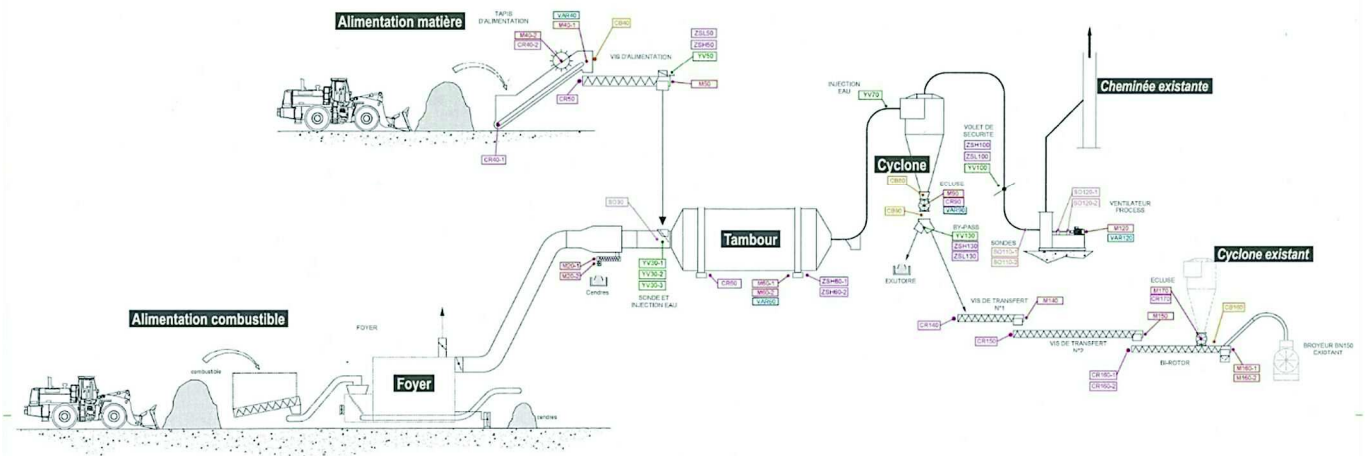 Alimentation matière
TAPIS
D'ALIMENTATION
VAR40
M40-1
CB40
M40-2
CR40-2
VIS D'ALIMENTATION
ZSL50
ZSH50
YV50
M50
CR50
CR40-1
INJECTION
EAU
YV70
Cheminée existante
VOLET DE
SECURITE
ZSH100
ZSL100
YV100
Cyclone
ECLUSE
M90
CR90
VAR90
BY-PASS
YV130
ZSH130
ZSL130
EXUTOIRE
SONDES
VENTILATEUR
PROCESS
M120
VAR120
Tambour
YV30-1
YV30-2
YV30-3
SONDE ET
INJECTION EAU
M20-1
M20-2
Cendres
CR60
M60-1
M60-2
VAR60
ZSH60-1
ZSH60-2
Cyclone existant
ECLUSE
M170
CR170
VIS DE TRANSFERT
N°1
M140
CR140
VIS DE TRANSFERT
N°2
M150
CR150
CB160
BI-ROTOR
CR160-1
CR160-2
M160-1
M160-2
BROYEUR BN150
EXISTANT
Alimentation combustible
FOYER
combustible
Foyer
cendres